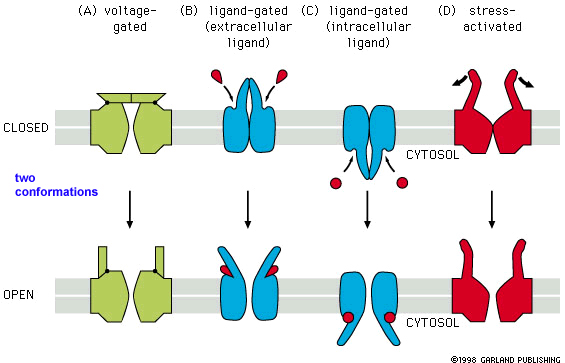 (A) voltage-
gated
(B) ligand-gated
(extracellular
ligand)
(C) ligand-gated
(intracellular
ligand)
(D) stress-
activated
CLOSED
CYTOSOL
two
conformations
OPEN
CYTOSOL
©1998 GARLAND PUBLISHING